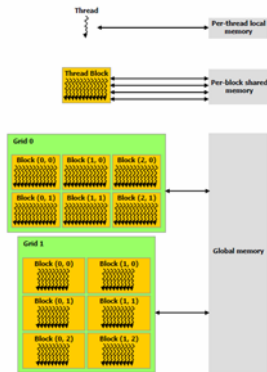 Thread
Per-thread local
memory
Thread Block
Per-block shared
memory
Grid 0
Block (0, 0) Block (1, 0) Block (2, 0)
Block (0, 1) Block (1, 1) Block (2, 1)
Global memory
Grid 1
Block (0, 0) Block (1, 0)
Block (0, 1) Block (1, 1)
Block (0, 2) Block (1, 2)